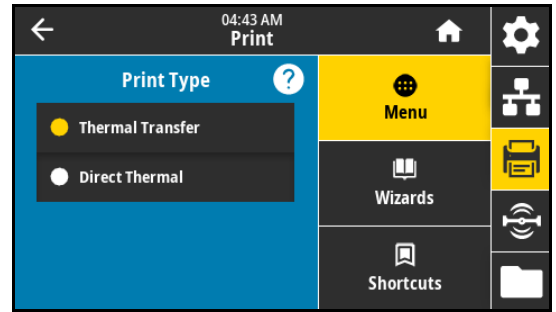 04:43 AM
Print
Print Type
?
Thermal Transfer
Direct Thermal
Menu
Wizards
Shortcuts